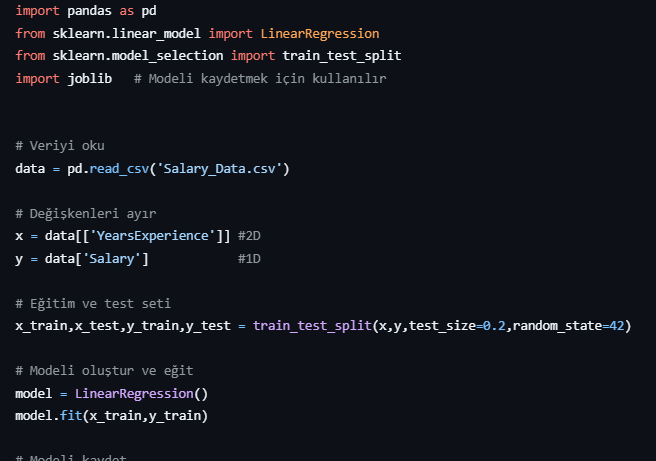 import pandas as pd
from sklearn.linear_model import LinearRegression
from sklearn.model_selection import train_test_split
import joblib   # Modeli kaydetmek için kullanılır
# Veriyi oku
data = pd.read_csv('Salary_Data.csv')
# Değişkenleri ayır
x = data[['YearsExperience']] #2D
y = data['Salary']            #1D
# Eğitim ve test seti
x_train,x_test,y_train,y_test = train_test_split(x,y,test_size=0.2,random_state=42)
# Modeli oluştur ve eğit
model = LinearRegression()
model.fit(x_train,y_train)
# Modeli kaydet